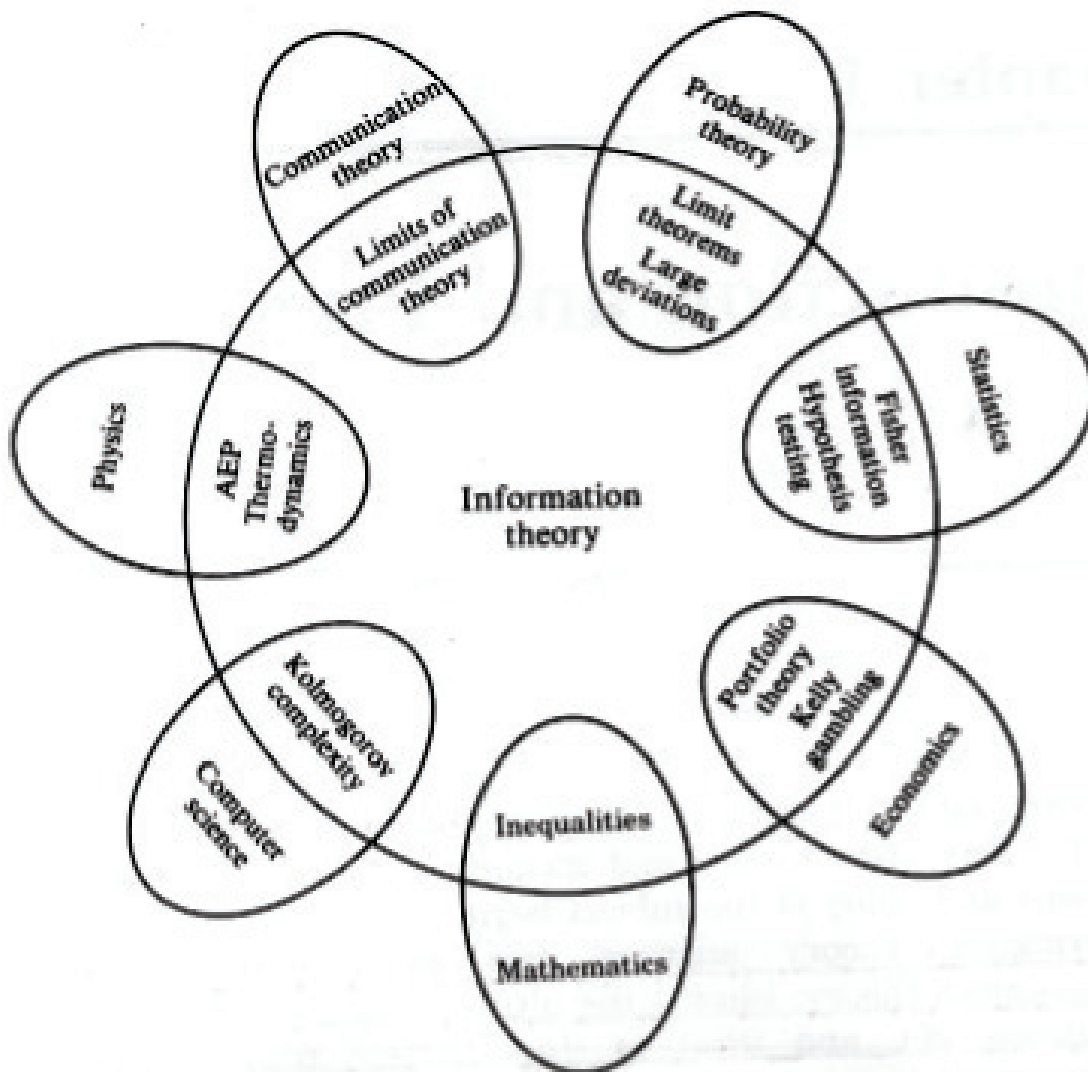 Communication
theory
Limits of
communication
theory
Probability
theory
Limit
theorems
Large
deviations
Statistics
Fisher
information
Hypothesis
testing
Physics
AEP
Thermo-
dynamics
Information
theory
Portfolio
theory
Kelly
gambling
Economics
Kolmogorov
complexity
Computer
science
Inequalities
Mathematics